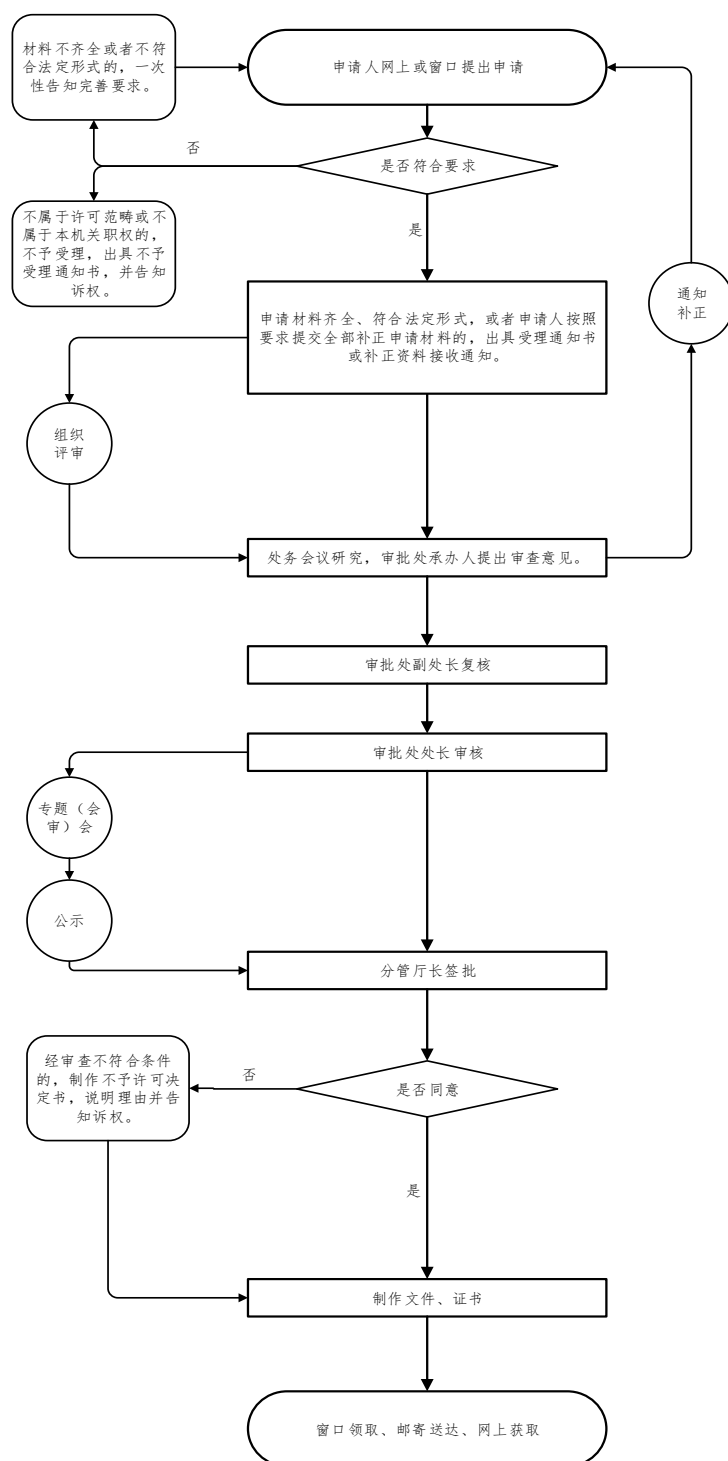 材料不齐全或者不符
合法定形式的，一次
性告知完善要求。
申请人网上或窗口提出申请
否
是否符合要求
不属于许可范畴或不
属于本机关职权的，
不予受理，出具不予
受理通知书，并告知
诉权。
是
通知
补正
申请材料齐全、符合法定形式，或者申请人按照
要求提交全部补正申请材料的，出具受理通知书
或补正资料接收通知。
组织
评审
处务会议研究，审批处承办人提出审查意见。
审批处副处长复核
审批处处长审核
专题（会
审）会
公示
分管厅长签批
经审查不符合条件
的，制作不予许可决
定书，说明理由并告
知诉权。
否
是否同意
是
制作文件、证书
窗口领取、邮寄送达、网上获取